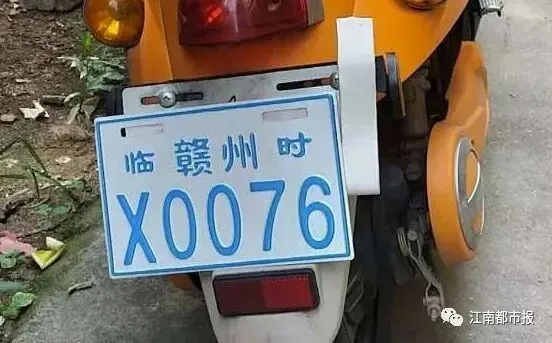 临 赣州 时
X0076
江南都市报